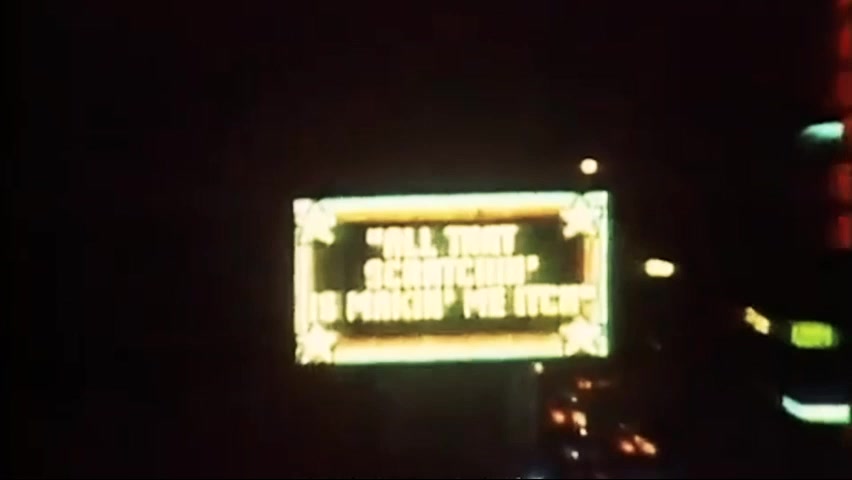 "ALL THAT
SCRATCHIN'
IS MAKIN' ME ITCH"